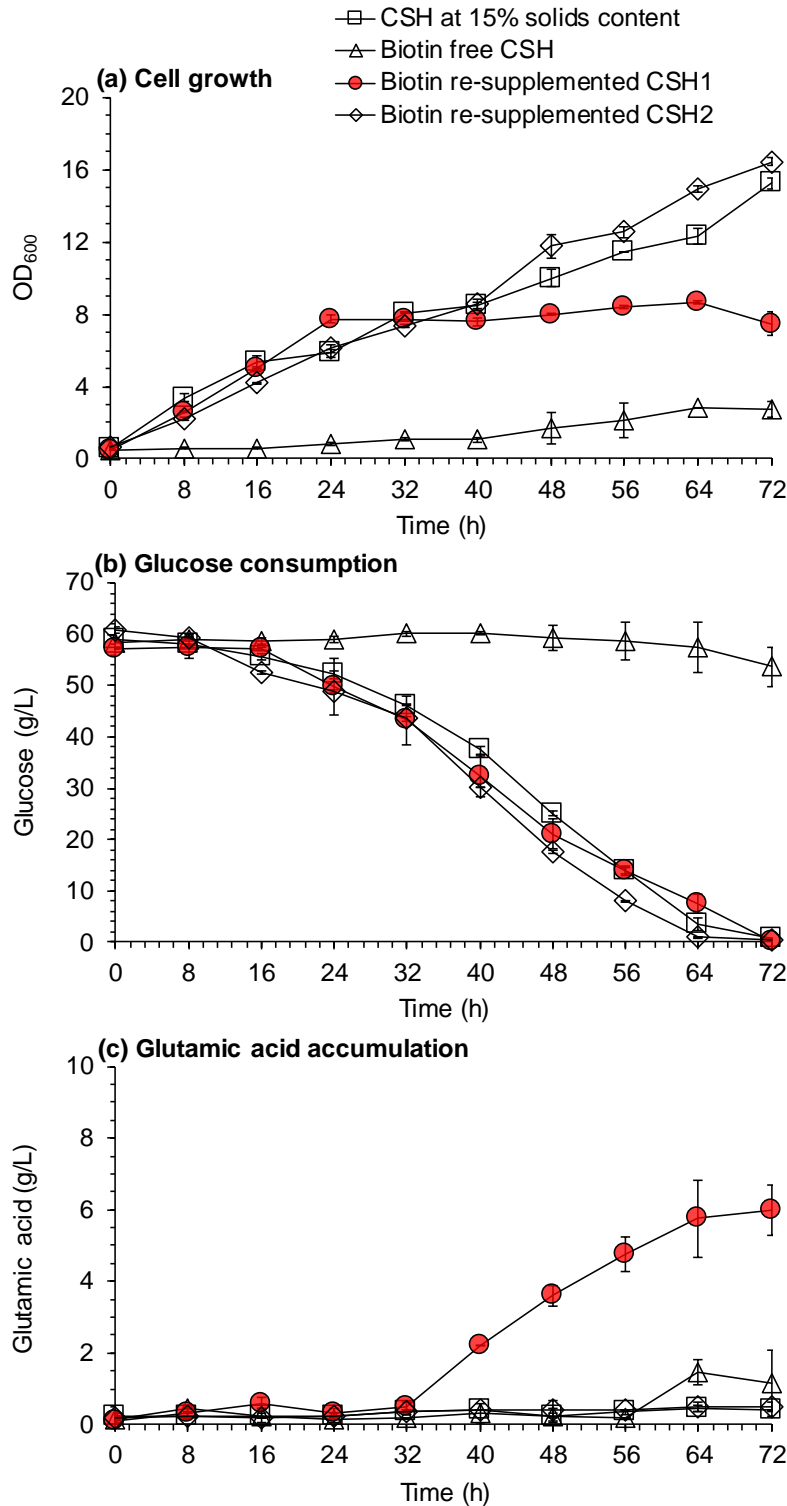 CSH at 15% solids content
Biotin free CSH
Biotin re-supplemented CSH1
Biotin re-supplemented CSH2
(a) Cell growth
20
16
12
8
4
0
OD600
0 8 16 24 32 40 48 56 64 72
Time (h)
(b) Glucose consumption
70
60
50
40
30
20
10
0
Glucose (g/L)
0 8 16 24 32 40 48 56 64 72
Time (h)
(c) Glutamic acid accumulation
10
8
6
4
2
0
Glutamic acid (g/L)
0 8 16 24 32 40 48 56 64 72
Time (h)